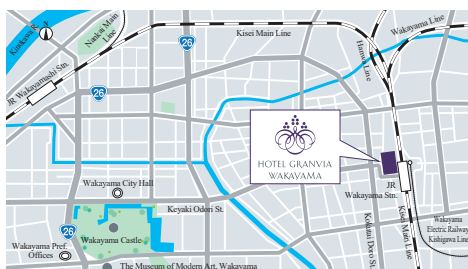 Kinokawa R.
N
Nankai Main
Line
26
Kisei Main Line
Wakayama Line
Hanwa Line
JR Wakayamashi Stn.
26
HOTEL GRANVIA
WAKAYAMA
JR
Wakayama Stn.
Wakayama City Hall
Keyaki Odori St.
Kokutai Doro St.
Kisei Main Line
Wakayama
Electric Railway
Kishigawa Line
26
Wakayama Castle
Wakayama Pref.
Offices
The Museum of Modern Art, Wakayama